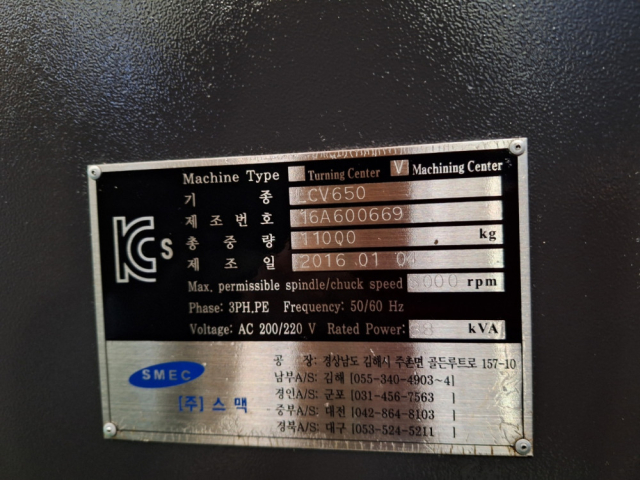 Machine Type Turning Center V Machining Center
기 종 LCV650
제 조 번 호 16A600669
총 중 량 11000 kg
제 조 일 2016 01 0
Max. permissible spindle/chuck speed rpm
Phase: 3PH.PE Frequency: 50/60 Hz
Voltage: AC 200/220 V Rated Power: kVA
KCs
공 장: 경상남도 김해시 주촌면 골든루트로 157-10
SMEC
남부A/S: 김해 [055-340-4903~4]
경인A/S: 군포 [031-456-7563 ]
[주] 스 맥
중부A/S: 대전 [042-864-8103 ]
경북A/S: 대구 [053-524-5211 ]